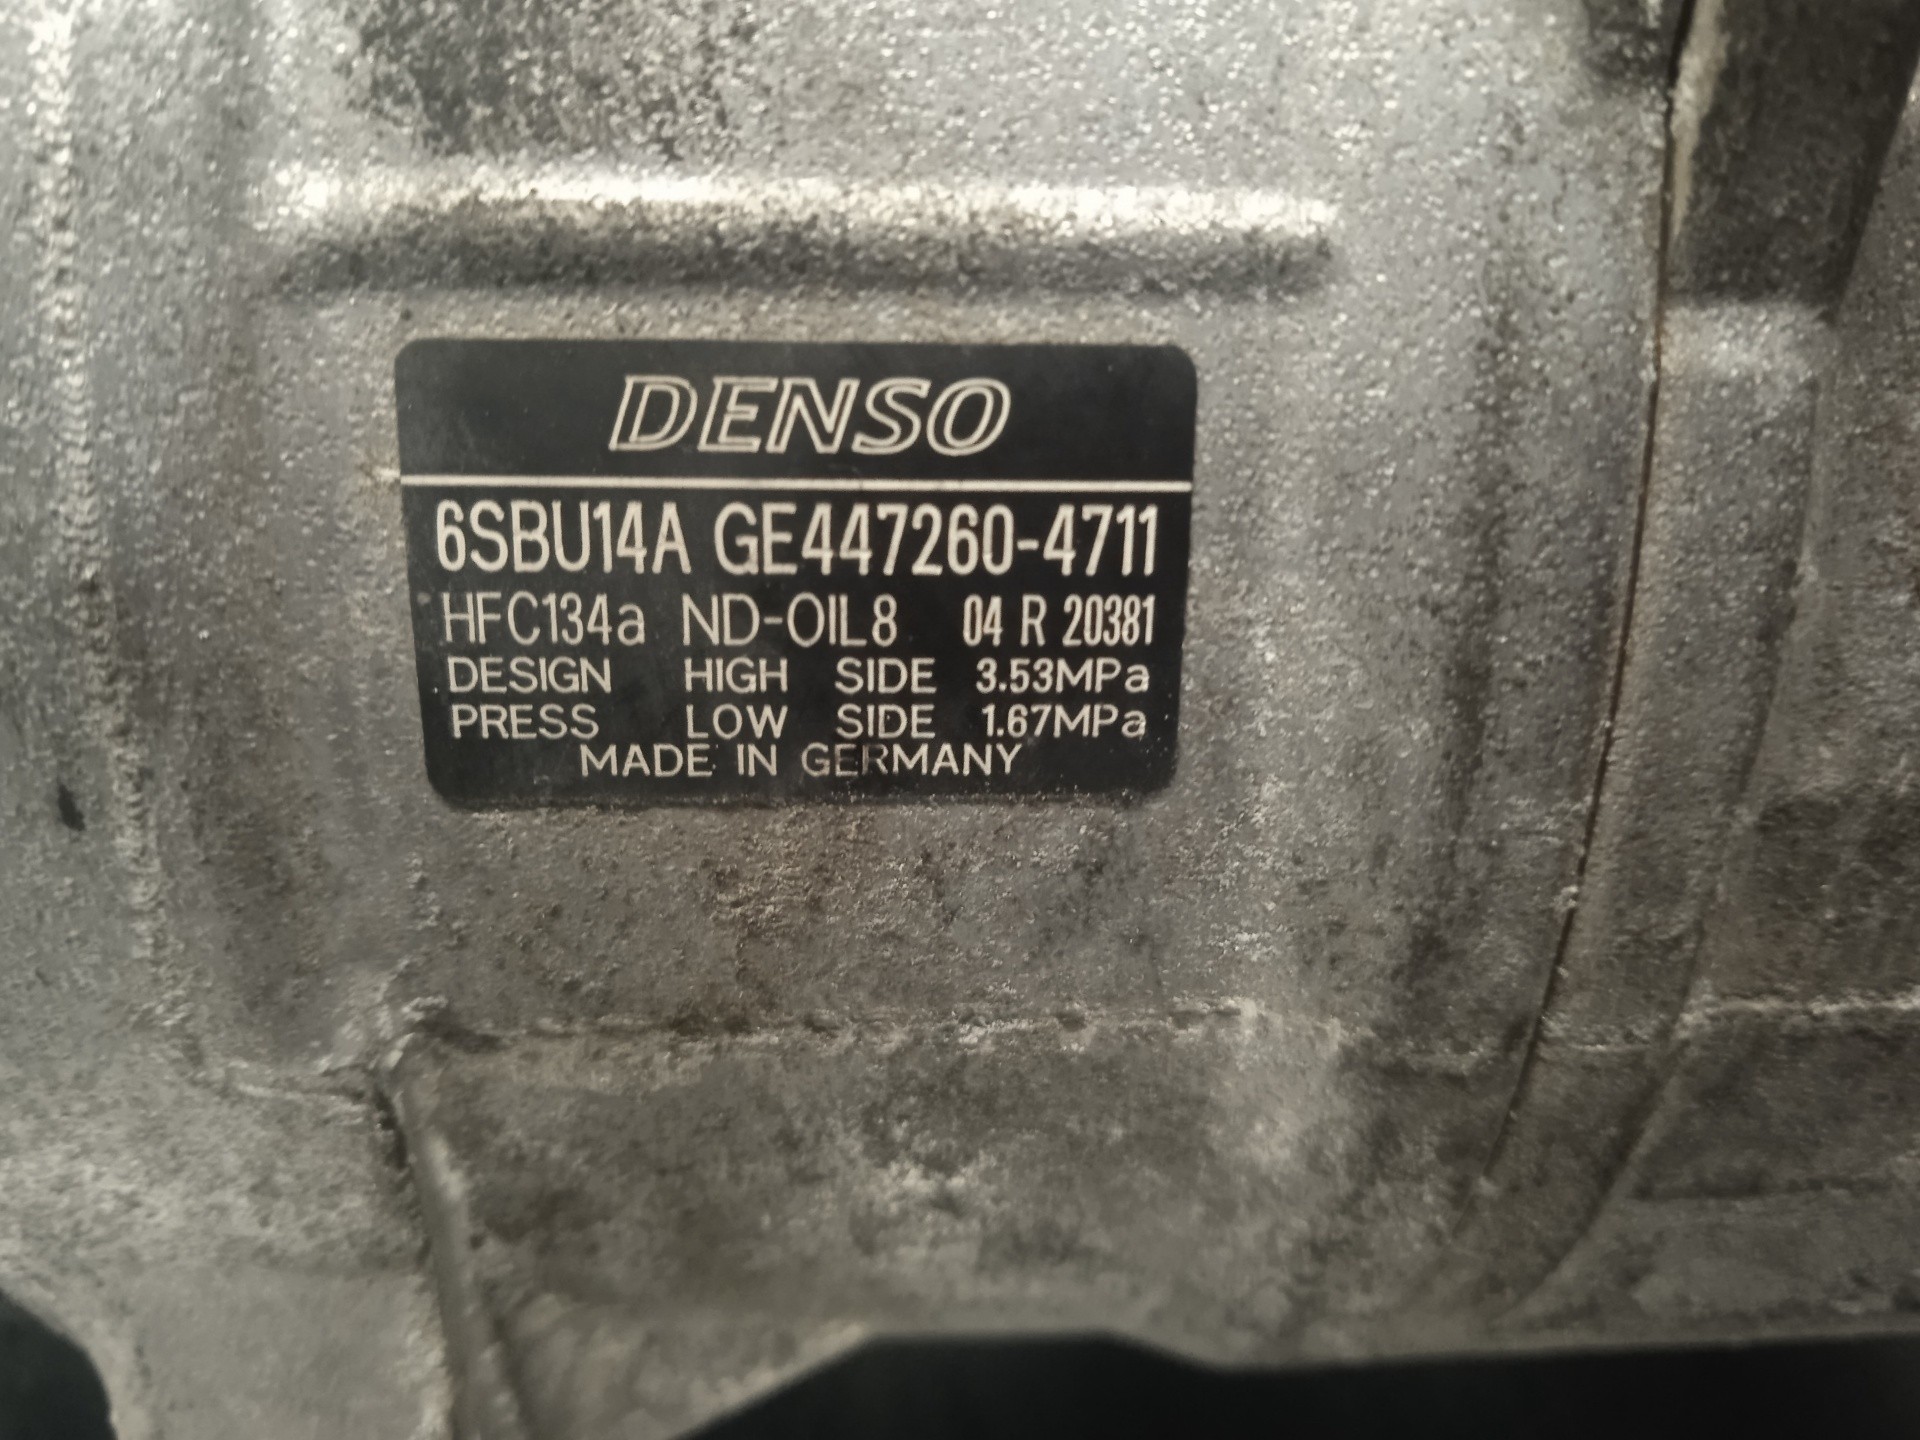 DENSO
6SBU14A GE447260-4711
HFC134a ND-OIL8 04 R 20381
DESIGN HIGH SIDE 3.53MPa
PRESS LOW SIDE 1.67MPa
MADE IN GERMANY